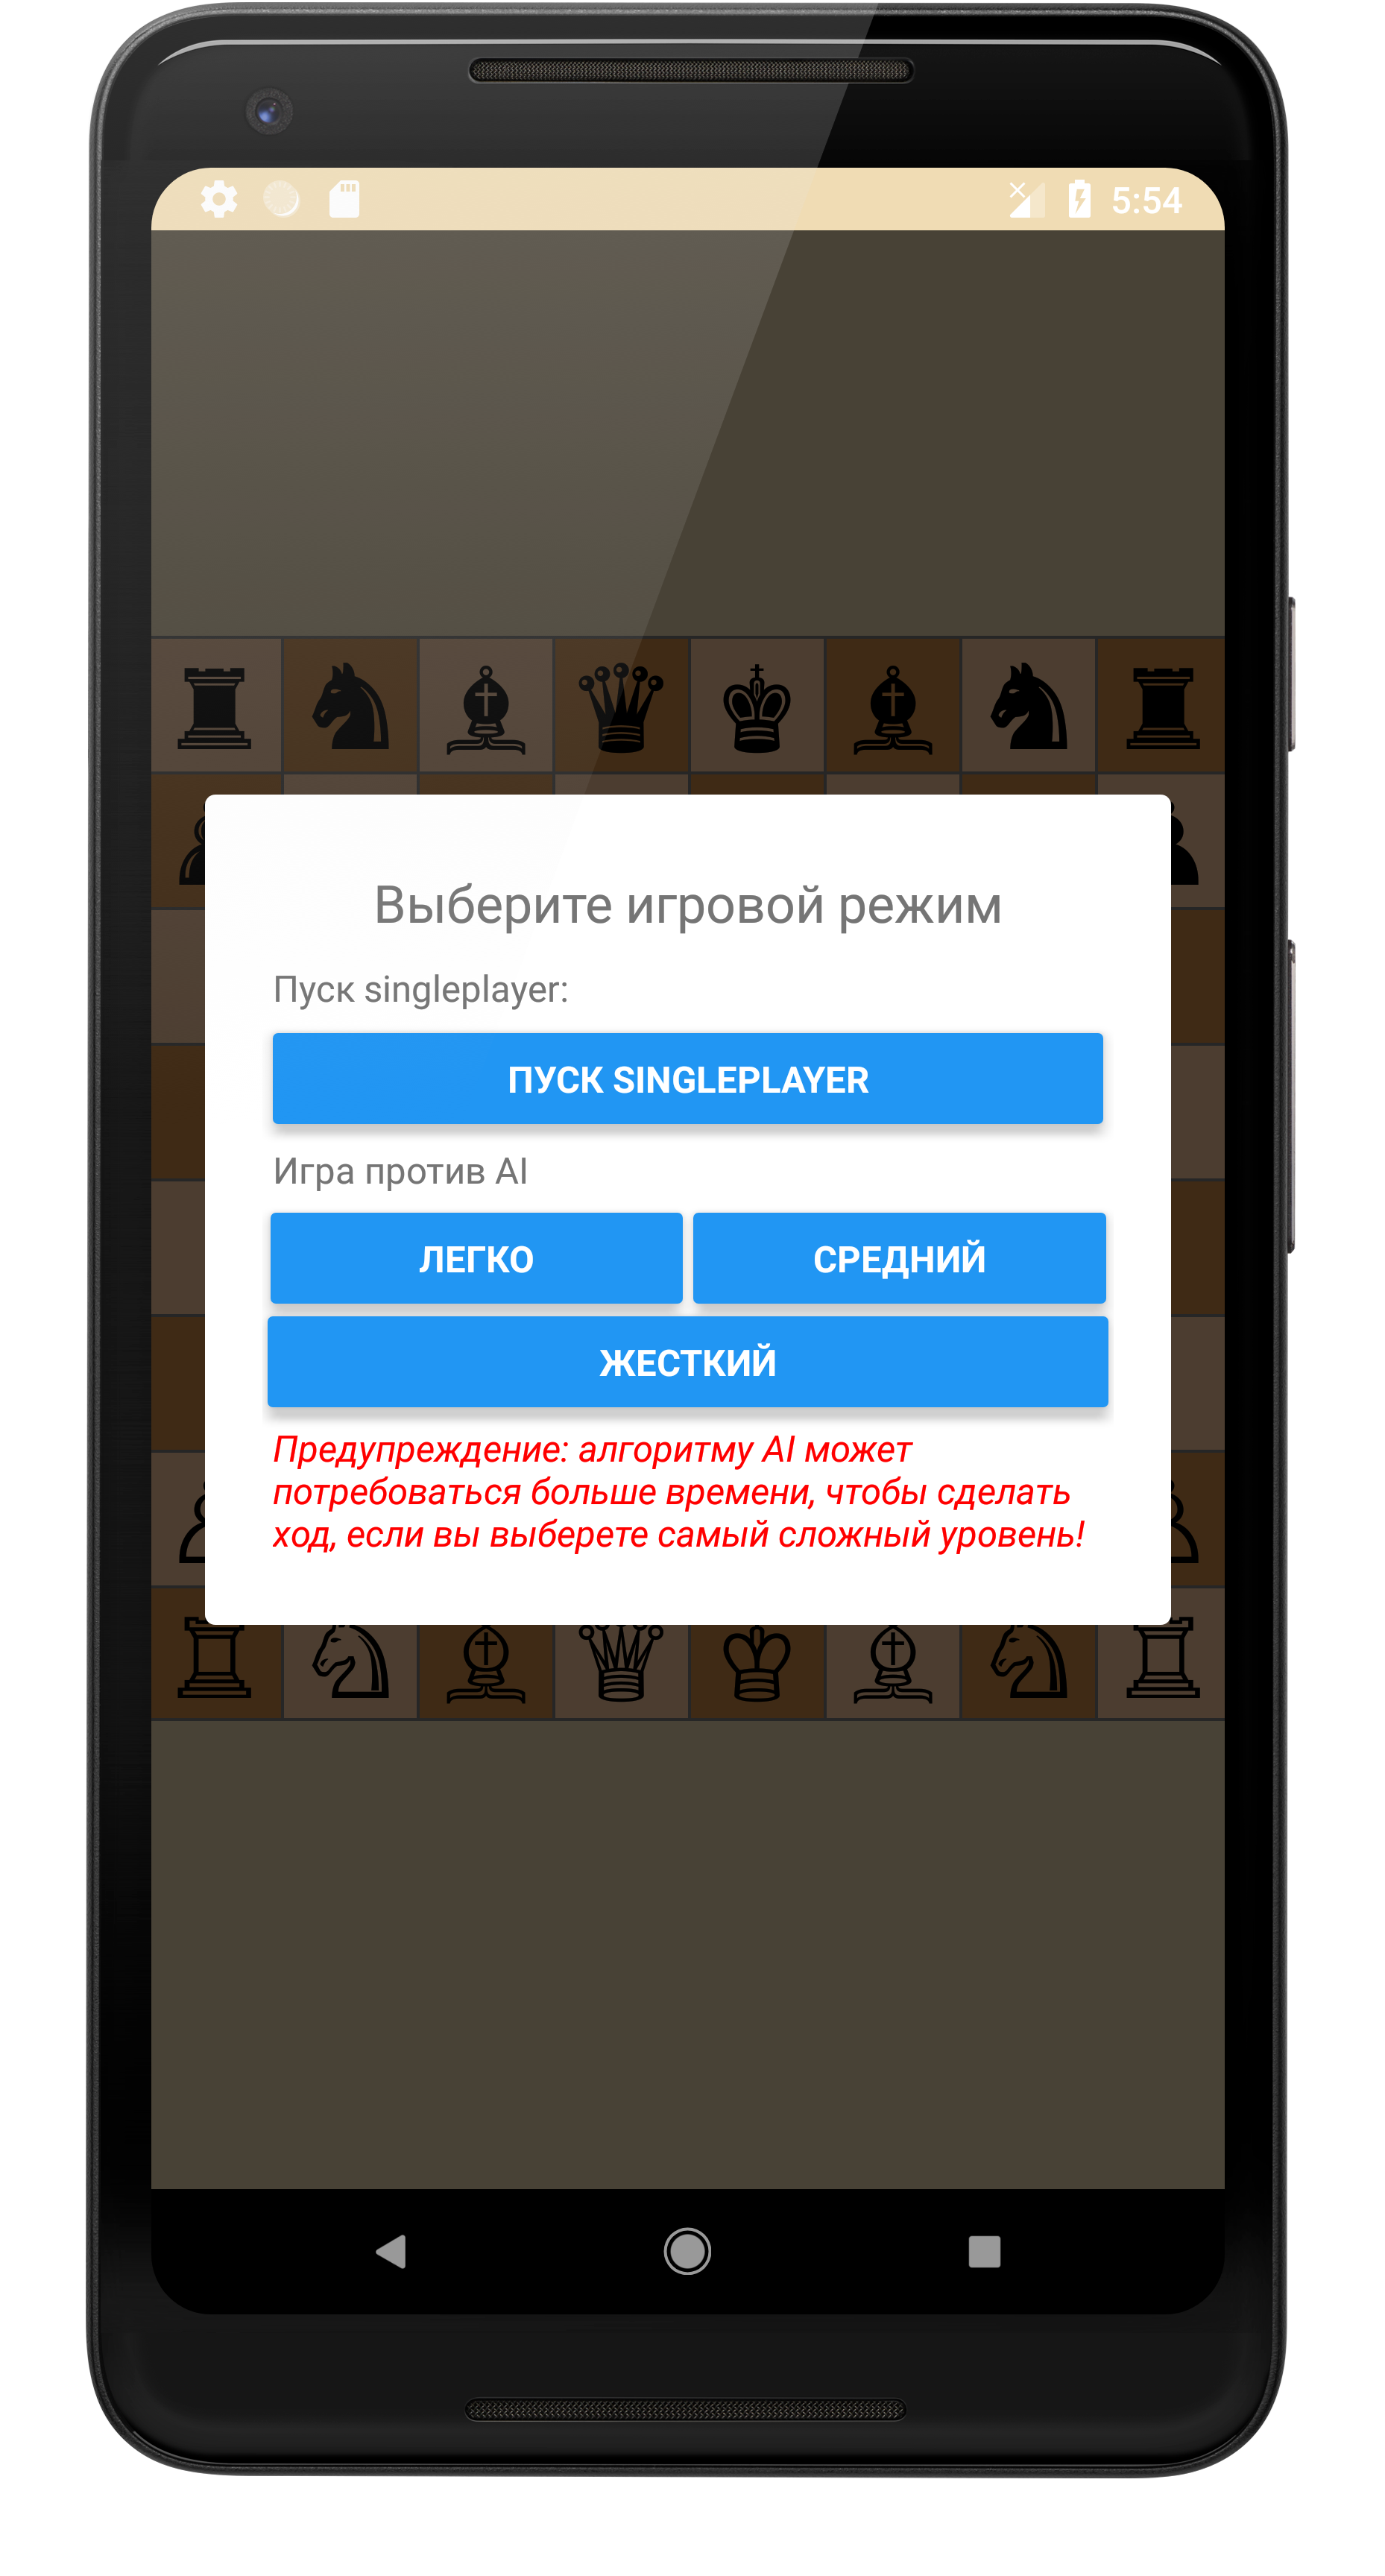 5:54
Выберите игровой режим
Пуск singleplayer:
ПУСК SINGLEPLAYER
Игра против AI
ЛЕГКО
СРЕДНИЙ
ЖЕСТКИЙ
Предупреждение: алгоритму AI может
потребоваться больше времени, чтобы сделать
ход, если вы выберете самый сложный уровень!